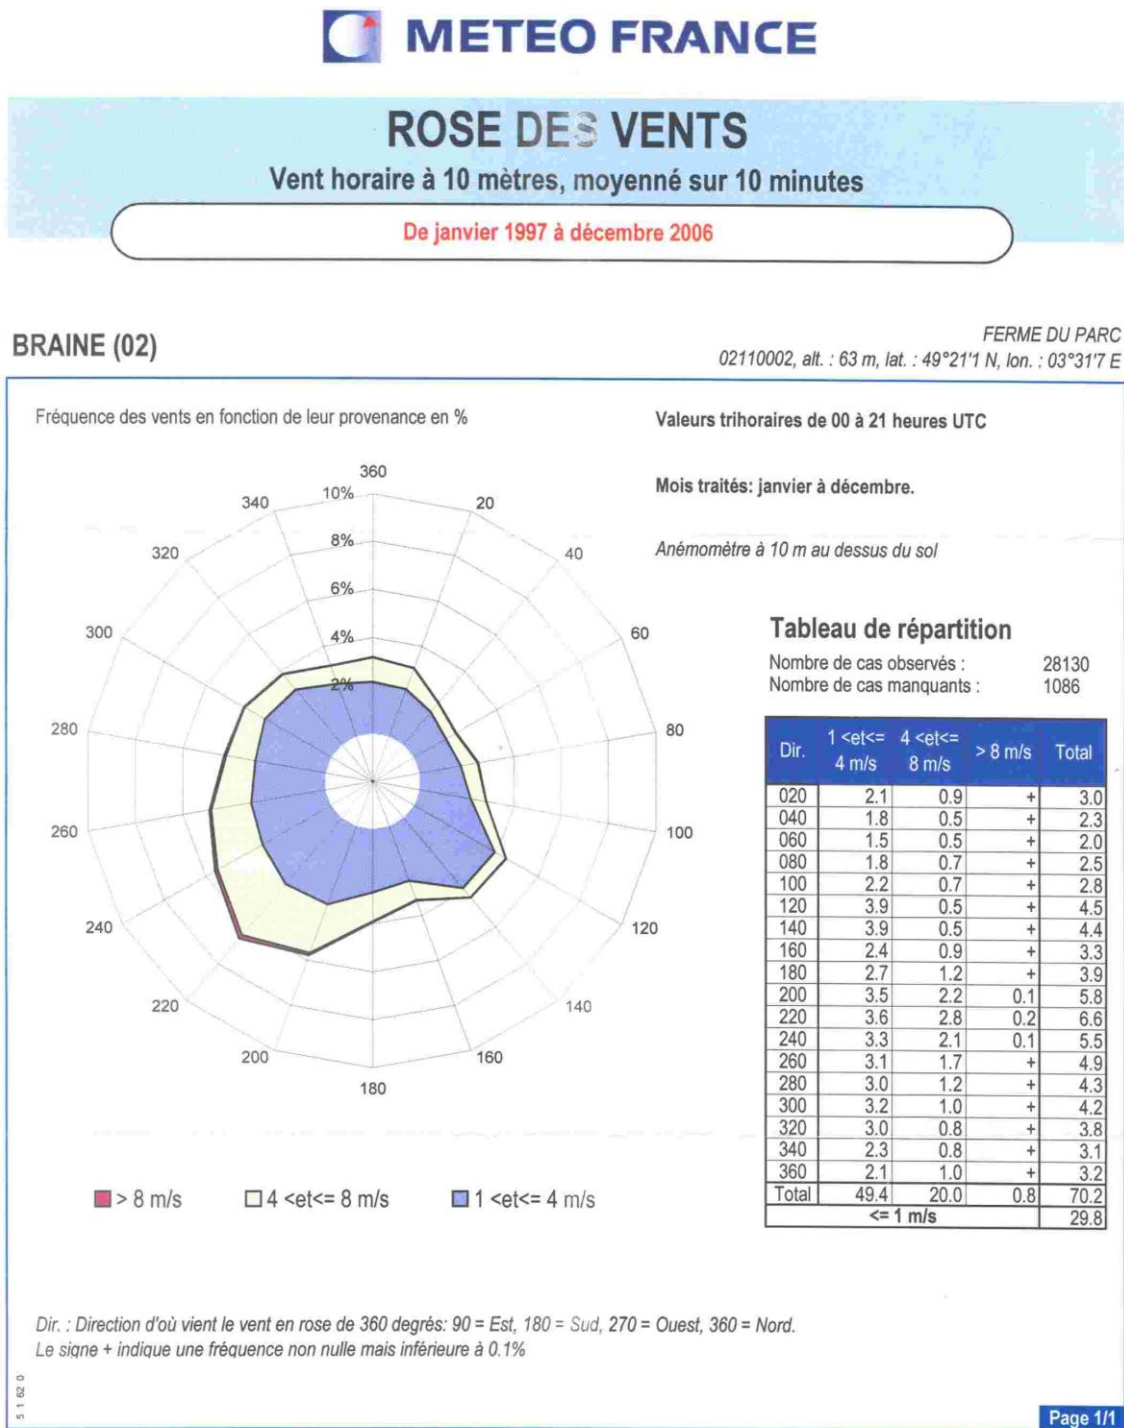 METEO FRANCE
ROSE DES VENTS
Vent horaire à 10 mètres, moyenné sur 10 minutes
De janvier 1997 à décembre 2006
BRAINE (02)
FERME DU PARC
02110002, alt. : 63 m, lat. : 49°21'1 N, lon. : 03°31'7 E
Fréquence des vents en fonction de leur provenance en %
Valeurs trihoraires de 00 à 21 heures UTC
Mois traités: janvier à décembre.
Anémomètre à 10 m au dessus du sol
360
10%
340
20
8%
320
40
6%
300
4%
60
2%
280
80
260
100
240
120
220
140
200
160
180
> 8 m/s
4 <et<= 8 m/s
1 <et<= 4 m/s
Tableau de répartition
Nombre de cas observés : 28130
Nombre de cas manquants : 1086
Dir. 1 <et<= 4 m/s 4 <et<= 8 m/s > 8 m/s Total
020 2.1 0.9 + 3.0
040 1.8 0.5 + 2.3
060 1.5 0.5 + 2.0
080 1.8 0.7 + 2.5
100 2.2 0.7 + 2.8
120 3.9 0.5 + 4.5
140 3.9 0.5 + 4.4
160 2.4 0.9 + 3.3
180 2.7 1.2 + 3.9
200 3.5 2.2 0.1 5.8
220 3.6 2.8 0.2 6.6
240 3.3 2.1 0.1 5.5
260 3.1 1.7 + 4.9
280 3.0 1.2 + 4.3
300 3.2 1.0 + 4.2
320 3.0 0.8 + 3.8
340 2.3 0.8 + 3.1
360 2.1 1.0 + 3.2
Total 49.4 20.0 0.8 70.2
<= 1 m/s 29.8
Dir. : Direction d'où vient le vent en rose de 360 degrés: 90 = Est, 180 = Sud, 270 = Ouest, 360 = Nord.
Le signe + indique une fréquence non nulle mais inférieure à 0.1%
5 1 62 0
Page 1/1